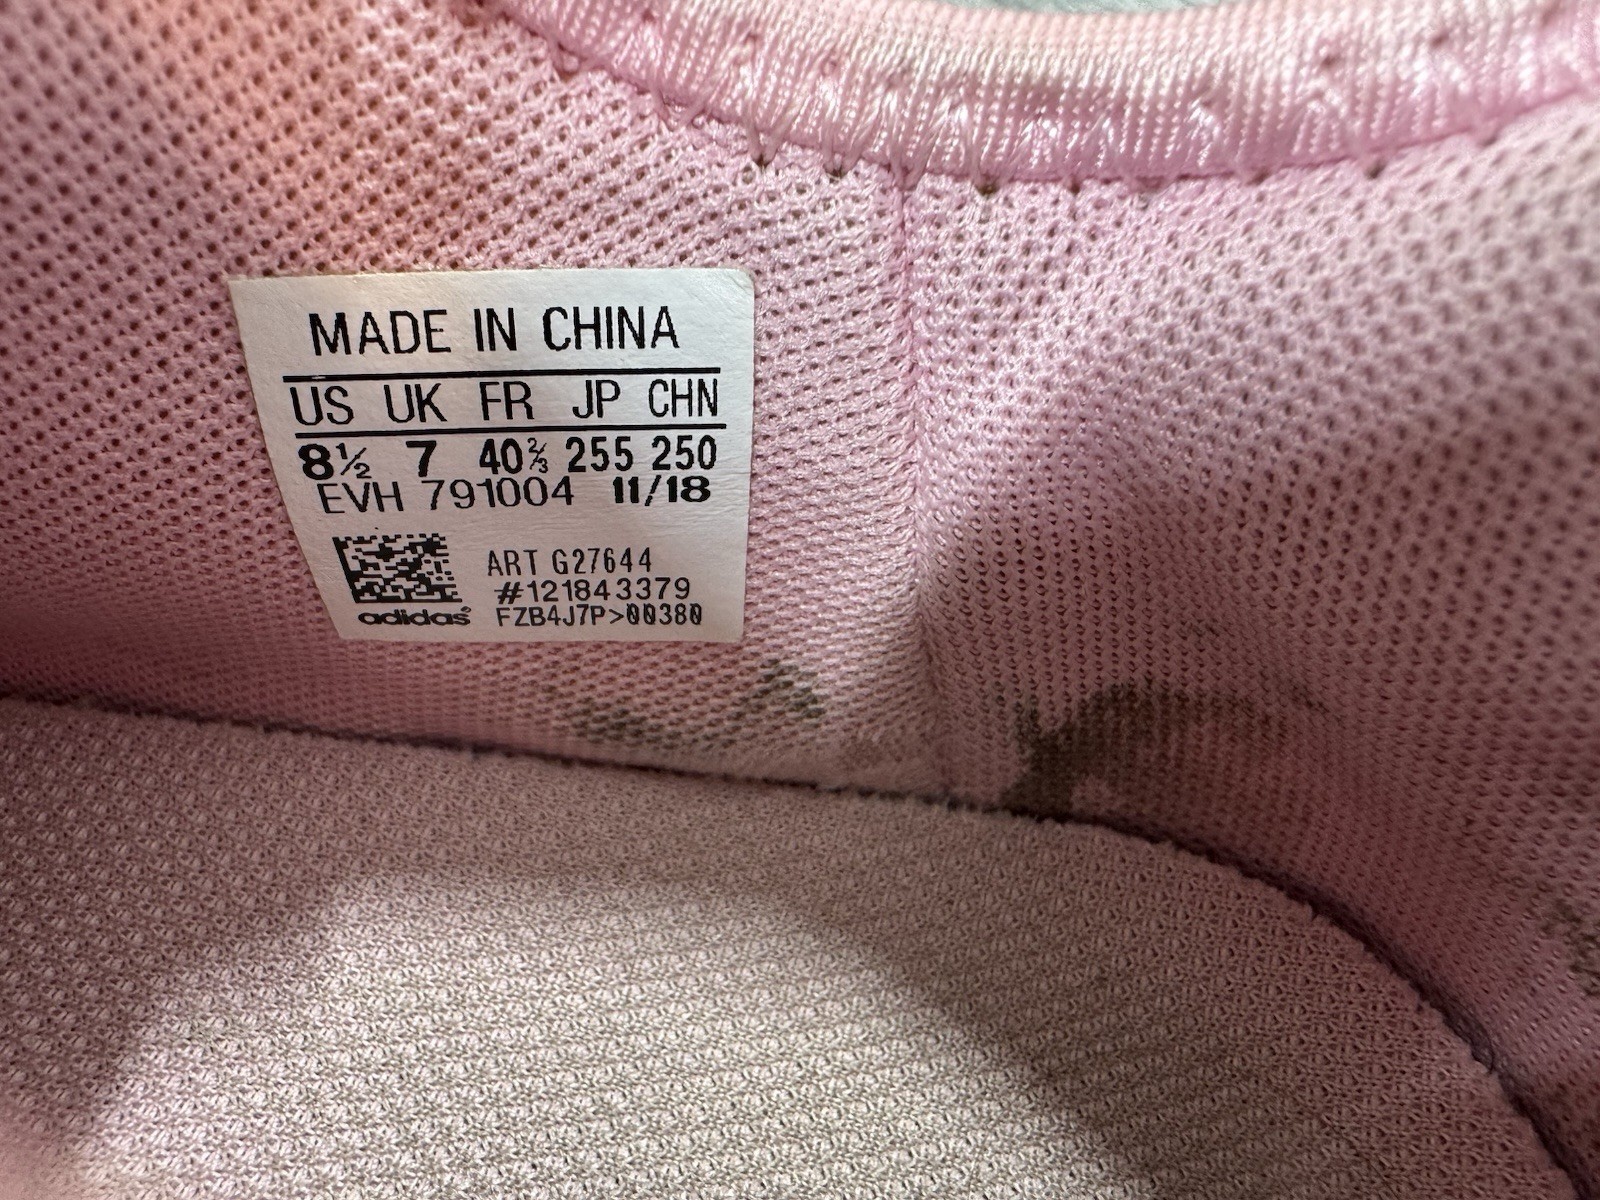 MADE IN CHINA
US UK FR JP CHN
8½ 7 40⅔ 255 250
EVH 791004 11/18
ART G27644
#121843379
adidas FZB4J7P>00380